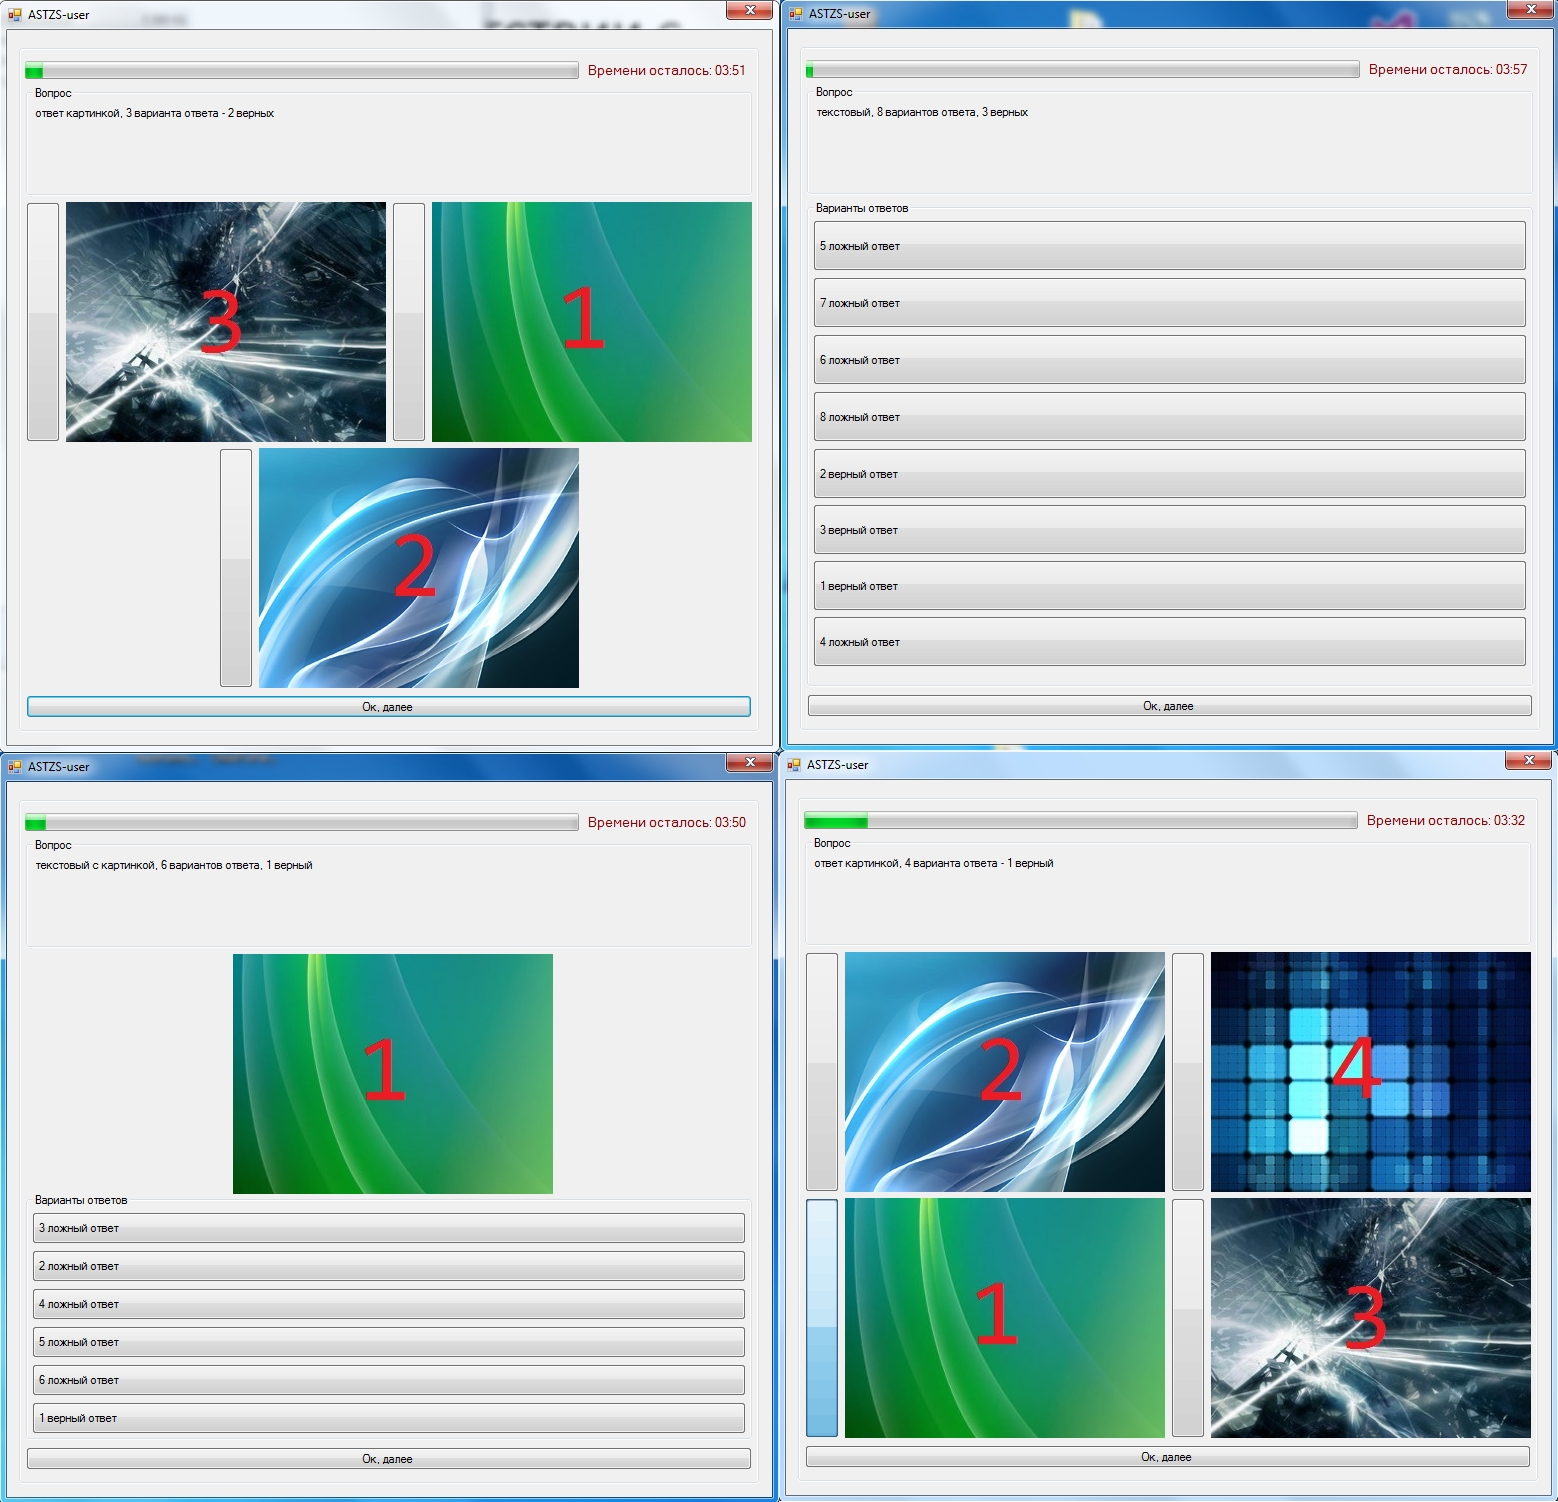 ASTZS-user
Времени осталось: 03:51
Вопрос
ответ картинкой, 3 варианта ответа - 2 верных
3
1
2
Ок, далее
ASTZS-user
Времени осталось: 03:57
Вопрос
текстовый, 8 вариантов ответа, 3 верных
Варианты ответов
5 ложный ответ
7 ложный ответ
6 ложный ответ
8 ложный ответ
2 верный ответ
3 верный ответ
1 верный ответ
4 ложный ответ
Ок, далее
ASTZS-user
Времени осталось: 03:50
Вопрос
текстовый с картинкой, 6 вариантов ответа, 1 верный
1
Варианты ответов
3 ложный ответ
2 ложный ответ
4 ложный ответ
5 ложный ответ
6 ложный ответ
1 верный ответ
Ок, далее
ASTZS-user
Времени осталось: 03:32
Вопрос
ответ картинкой, 4 варианта ответа - 1 верный
2
4
1
3
Ок, далее